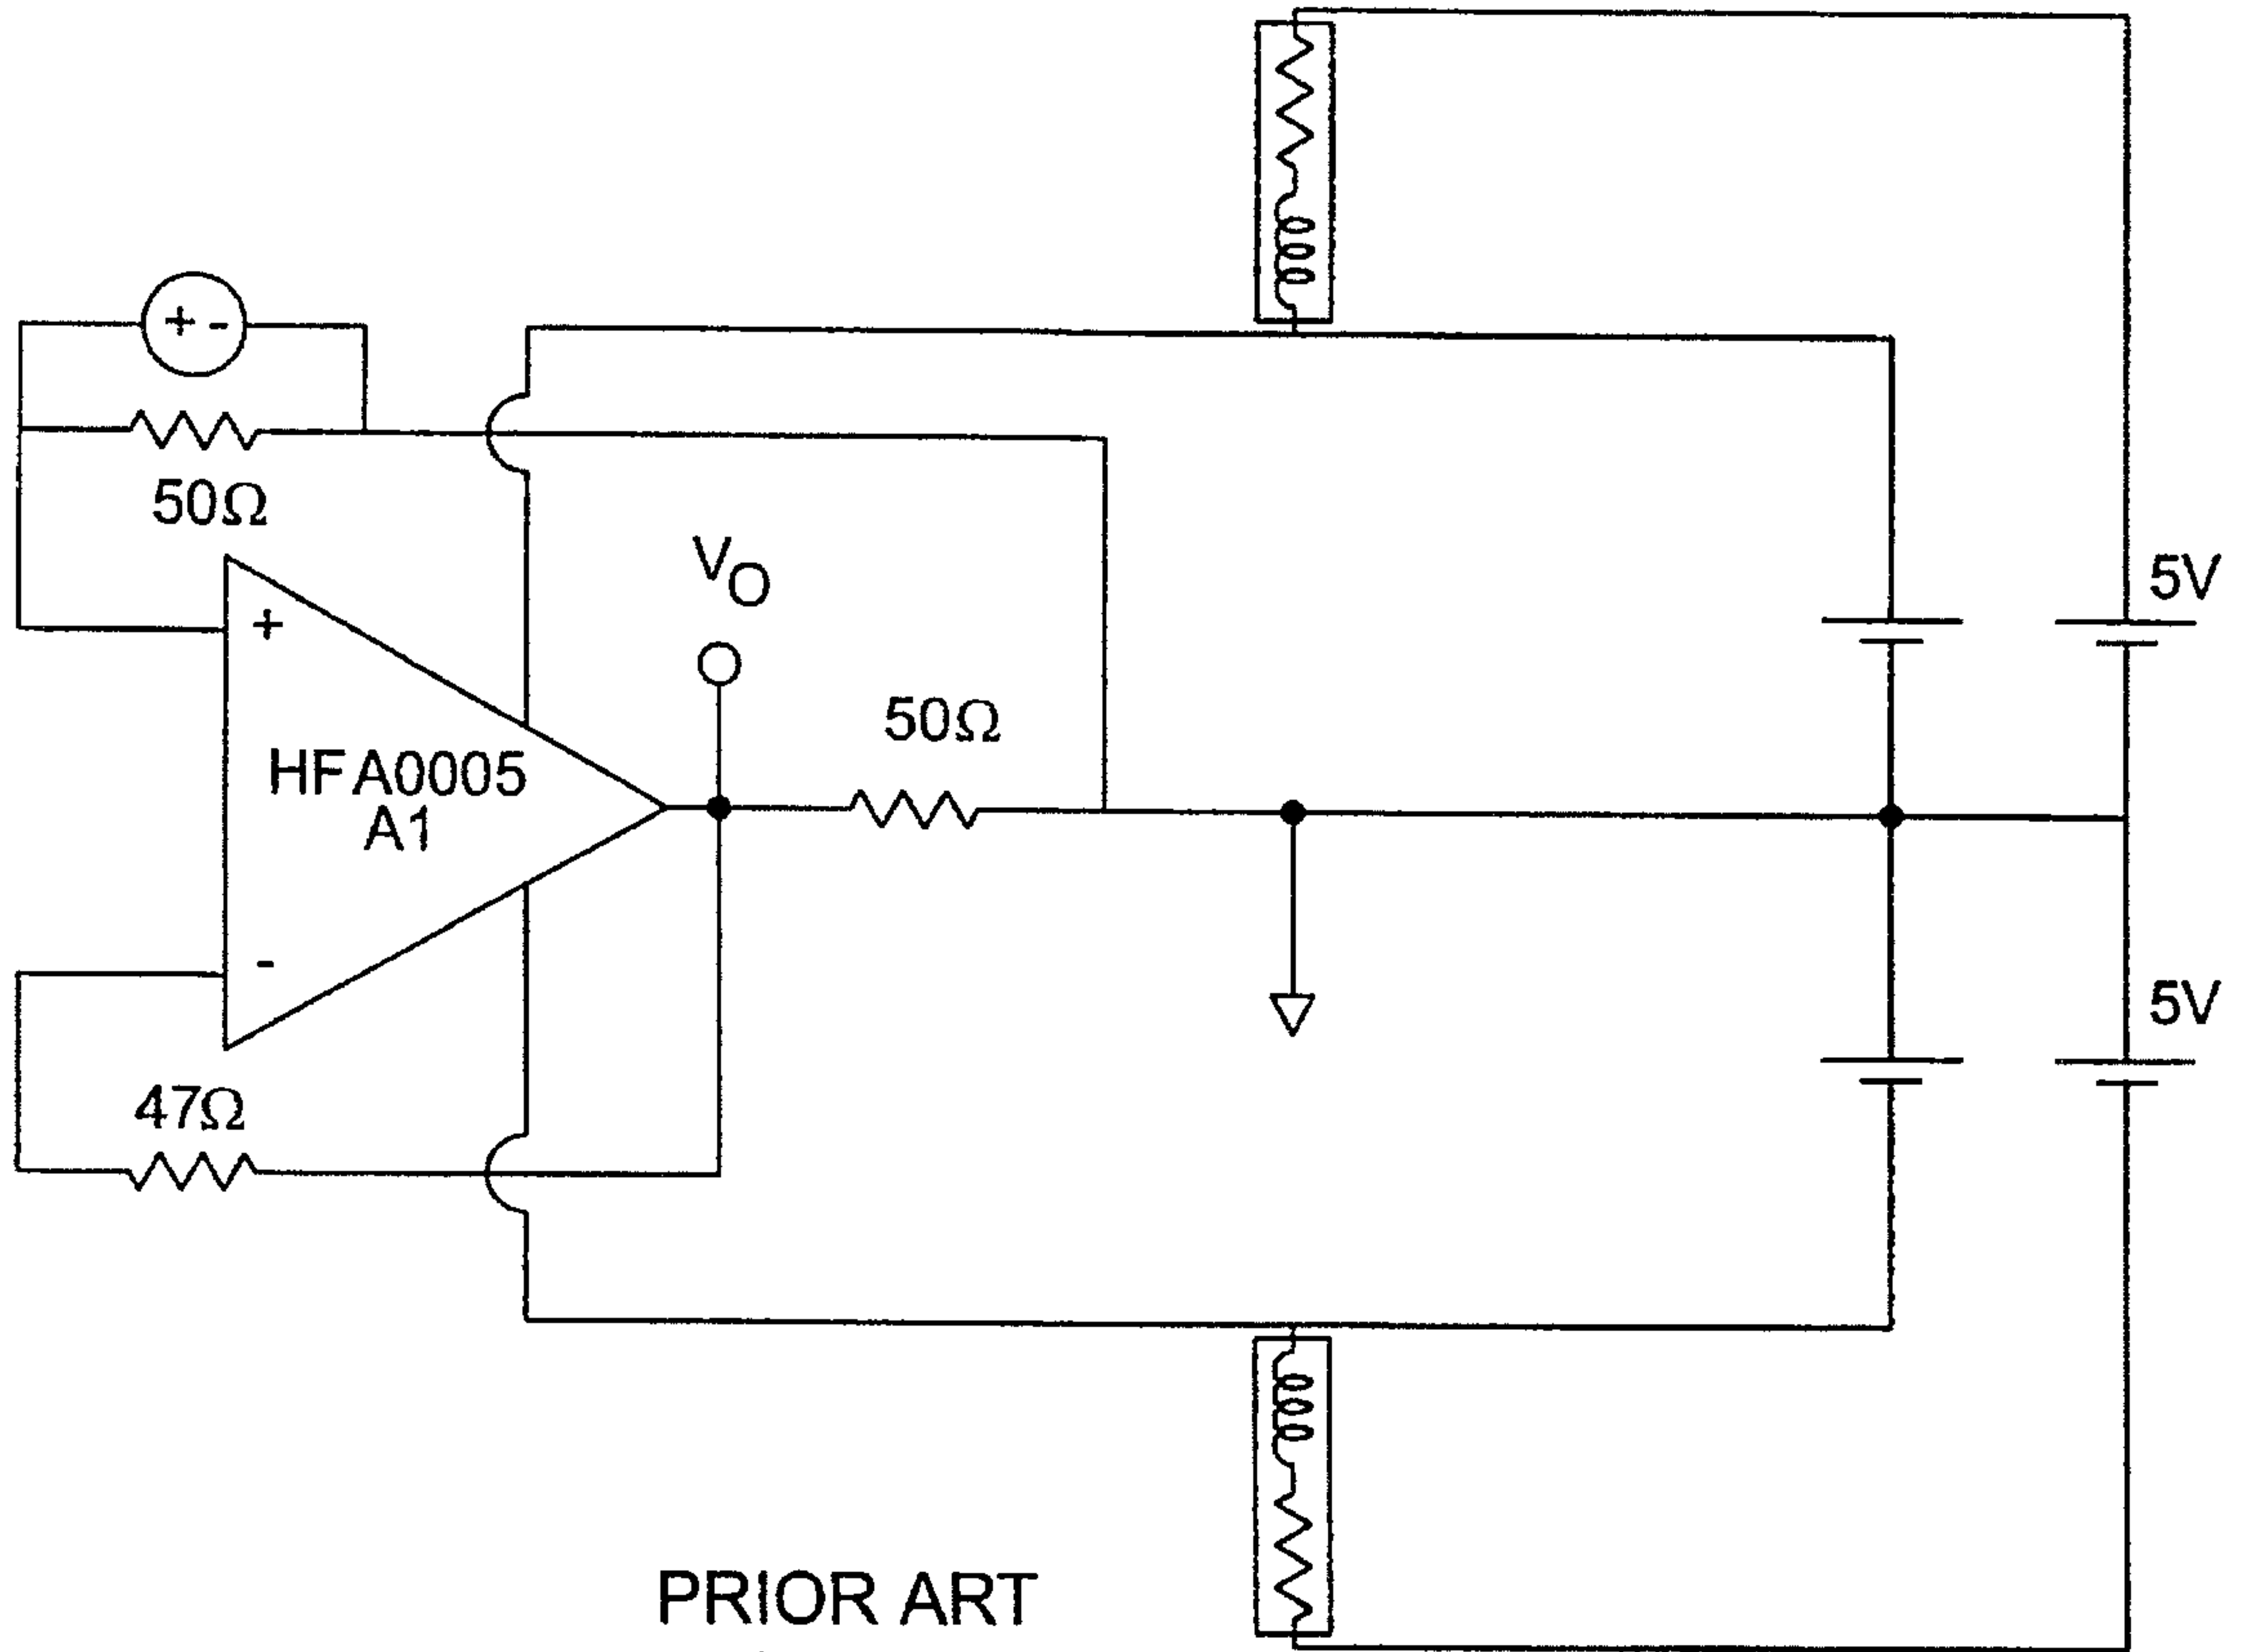 + -
50Ω
VO
5V
+
50Ω
HFA0005
A1
-
5V
47Ω
PRIOR ART